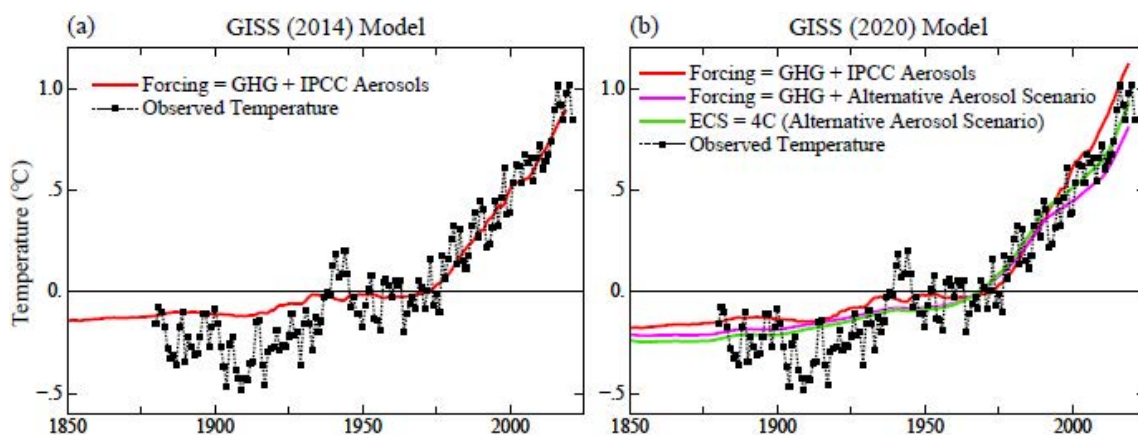 (a) GISS (2014) Model
Forcing = GHG + IPCC Aerosols
Observed Temperature
Temperature (°C)
1.0
.5
0.
-.5
1850 1900 1950 2000
(b) GISS (2020) Model
Forcing = GHG + IPCC Aerosols
Forcing = GHG + Alternative Aerosol Scenario
ECS = 4C (Alternative Aerosol Scenario)
Observed Temperature
1.0
.5
0.
-.5
1850 1900 1950 2000